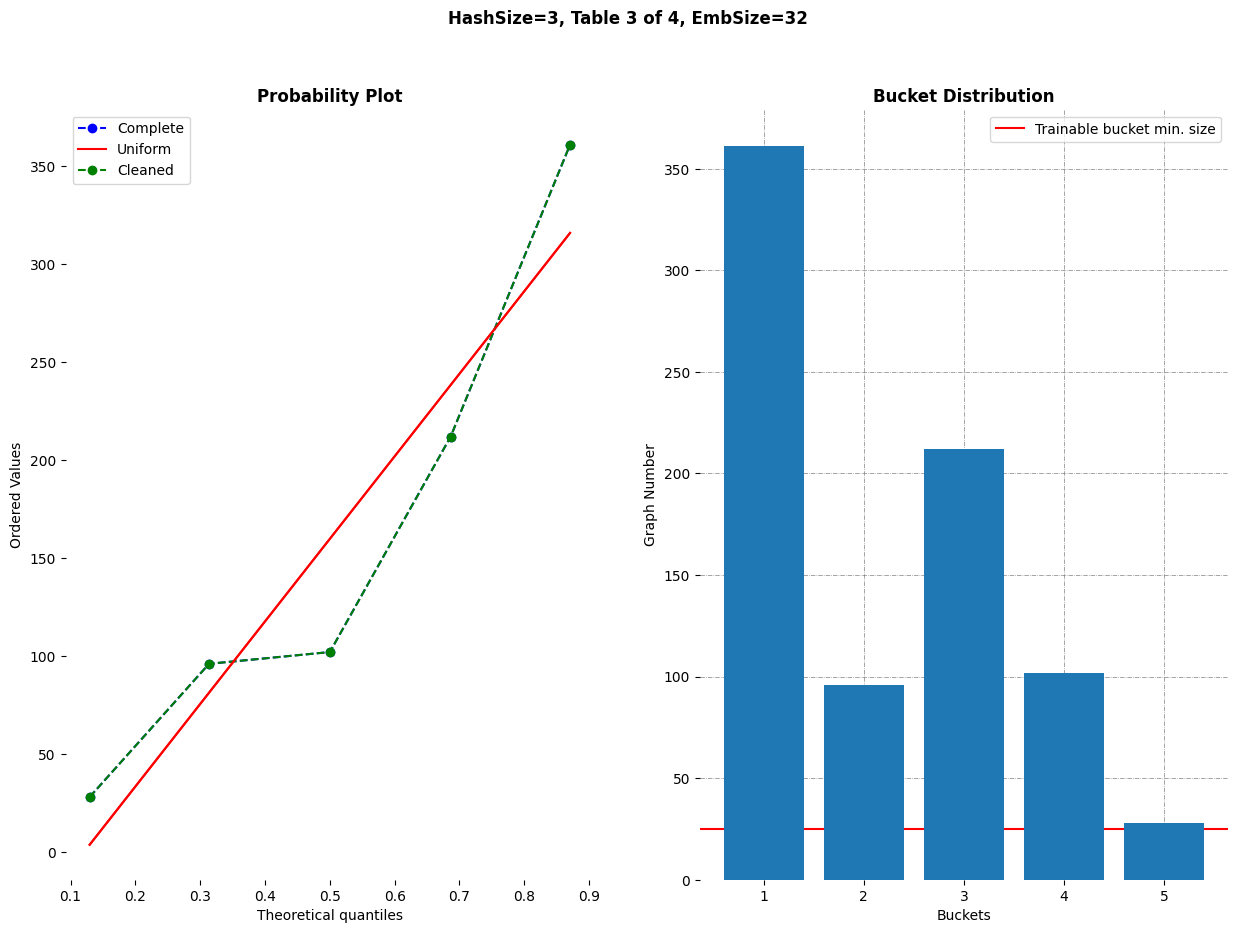 HashSize=3, Table 3 of 4, EmbSize=32
Probability Plot
Complete
Uniform
Cleaned
350
300
250
200
150
100
50
0
Ordered Values
0.1 0.2 0.3 0.4 0.5 0.6 0.7 0.8 0.9
Theoretical quantiles
Bucket Distribution
Trainable bucket min. size
350
300
250
200
150
100
50
0
Graph Number
1 2 3 4 5
Buckets